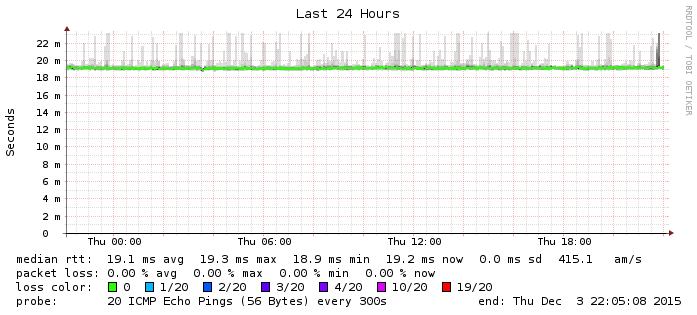 Last 24 Hours
RRDTOOL / TOBI OETIKER
Seconds
22 m
20 m
18 m
16 m
14 m
12 m
10 m
8 m
6 m
4 m
2 m
0
Thu 00:00 Thu 06:00 Thu 12:00 Thu 18:00
median rtt: 19.1 ms avg 19.3 ms max 18.9 ms min 19.2 ms now 0.0 ms sd 415.1 am/s
packet loss: 0.00 % avg 0.00 % max 0.00 % min 0.00 % now
loss color: 0 1/20 2/20 3/20 4/20 10/20 19/20
probe: 20 ICMP Echo Pings (56 Bytes) every 300s end: Thu Dec 3 22:05:08 2015